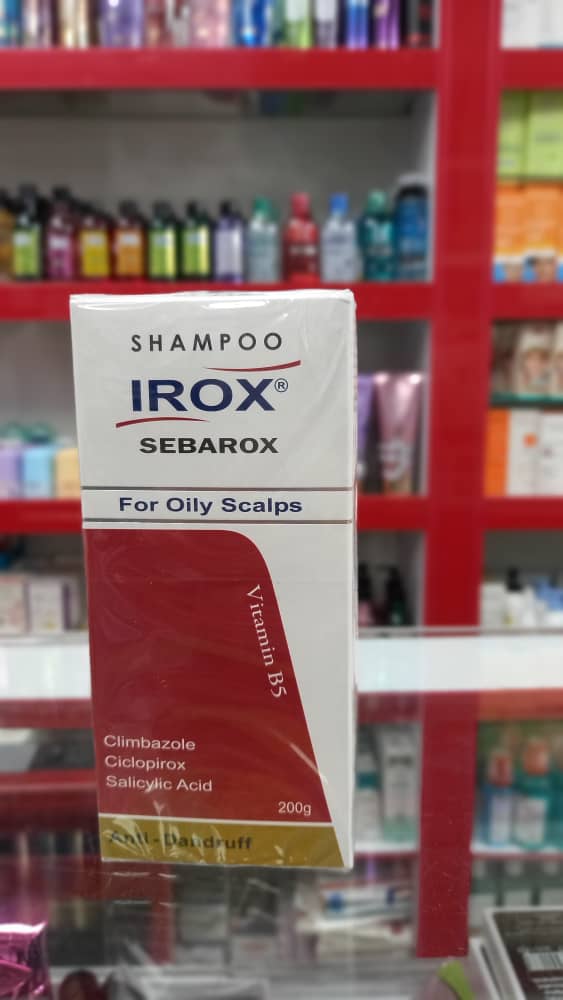 SHAMPOO
IROX®
SEBAROX
For Oily Scalps
Vitamin B5
Climbazole
Ciclopirox
Salicylic Acid
200g
Anti-Dandruff